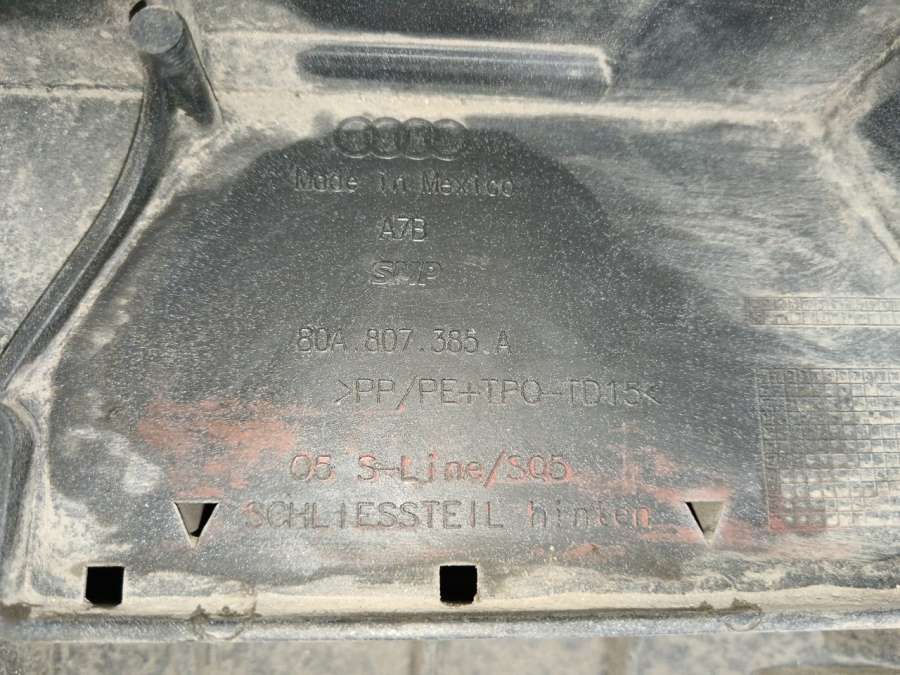 Made in Mexico
A7B
SMP
80A.807.385.A
>PP/PE+TPO-TD15<
Q5 S-Line/SQ5
SCHLIESSTEIL hinten